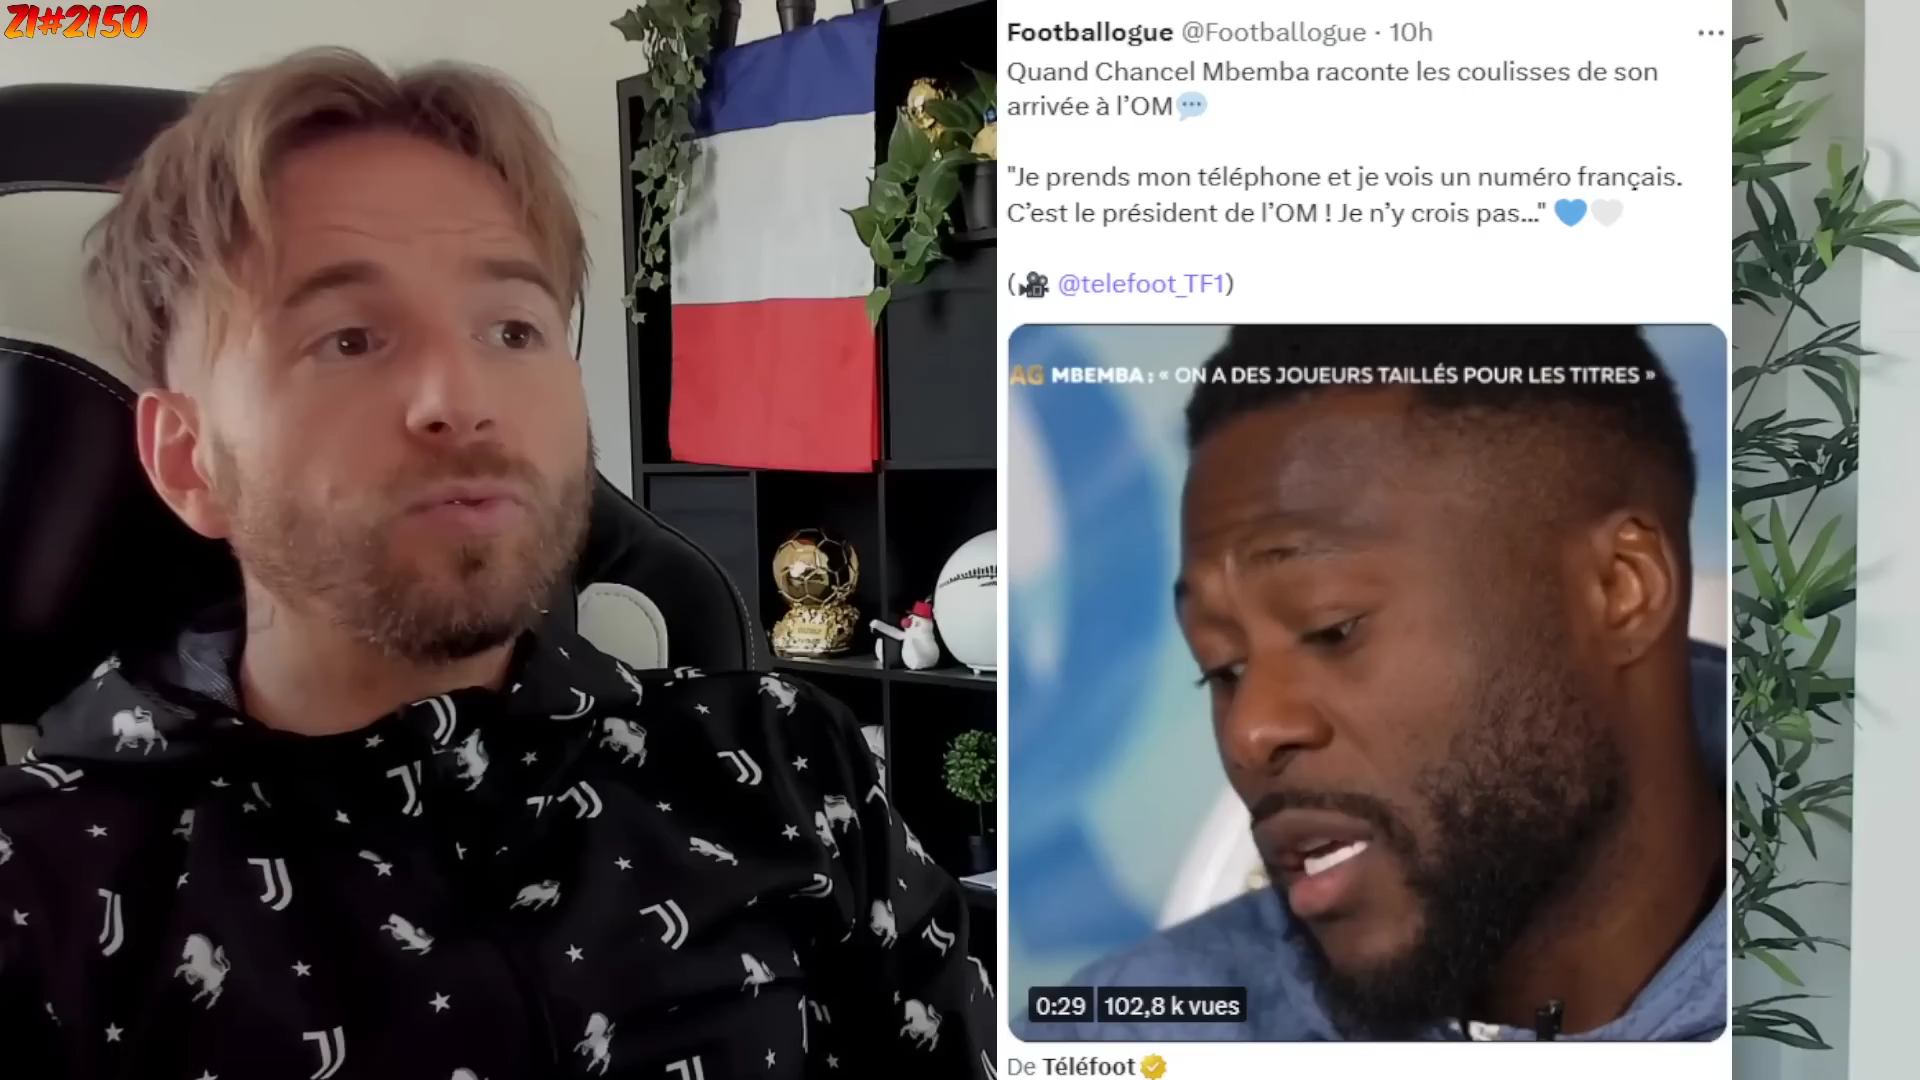 ZI#2150
Footballogue @Footballogue · 10h
Quand Chancel Mbemba raconte les coulisses de son
arrivée à l’OM💬
"Je prends mon téléphone et je vois un numéro français.
C’est le président de l’OM ! Je n’y crois pas..." 💙🤍
(🎥 @telefoot_TF1)
AG MBEMBA : « ON A DES JOUEURS TAILLÉS POUR LES TITRES »
0:29 102,8 k vues
De Téléfoot